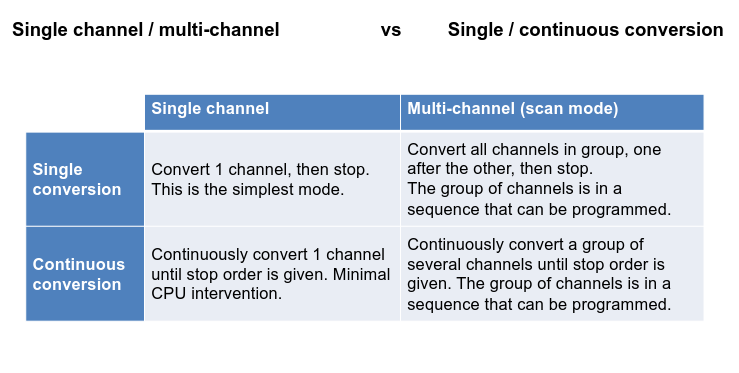 Single channel / multi-channel vs Single / continuous conversion
Single channel
Multi-channel (scan mode)
Single
conversion
Convert 1 channel, then stop.
This is the simplest mode.
Convert all channels in group, one
after the other, then stop.
The group of channels is in a
sequence that can be programmed.
Continuous
conversion
Continuously convert 1 channel
until stop order is given. Minimal
CPU intervention.
Continuously convert a group of
several channels until stop order is
given. The group of channels is in a
sequence that can be programmed.